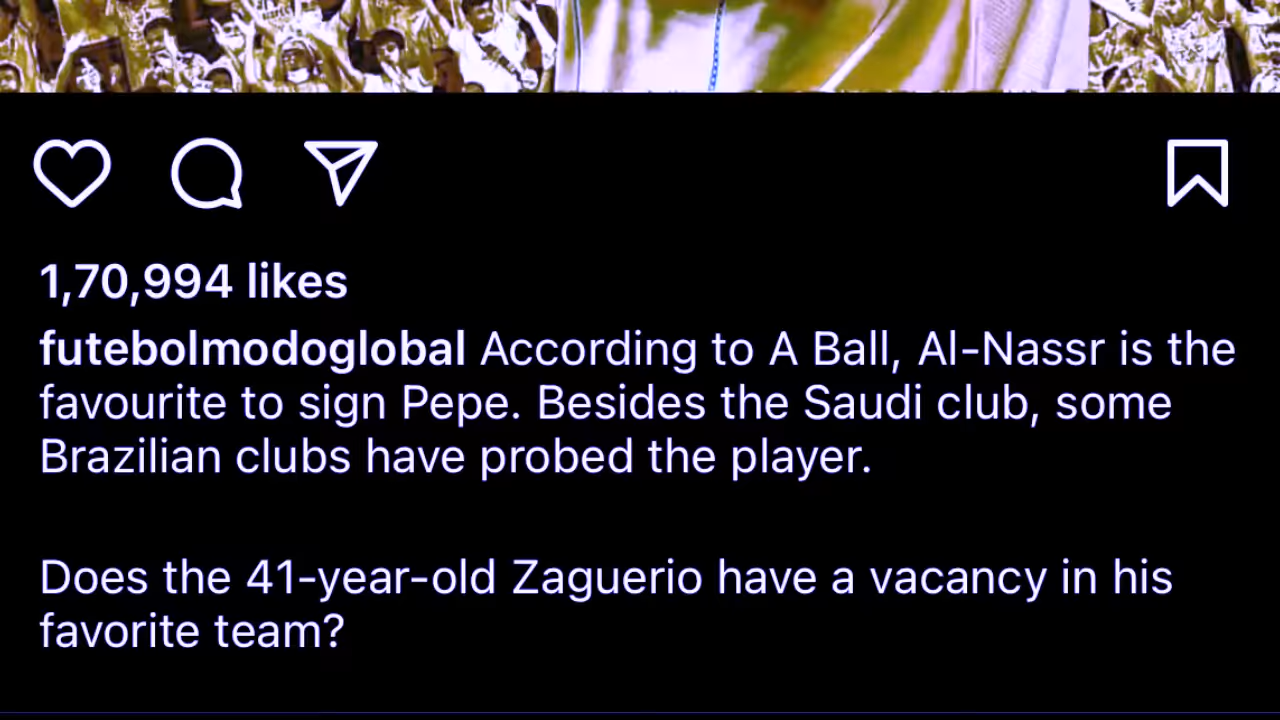 1,70,994 likes
futebolmodoglobal According to A Ball, Al-Nassr is the
favourite to sign Pepe. Besides the Saudi club, some
Brazilian clubs have probed the player.
Does the 41-year-old Zaguerio have a vacancy in his
favorite team?